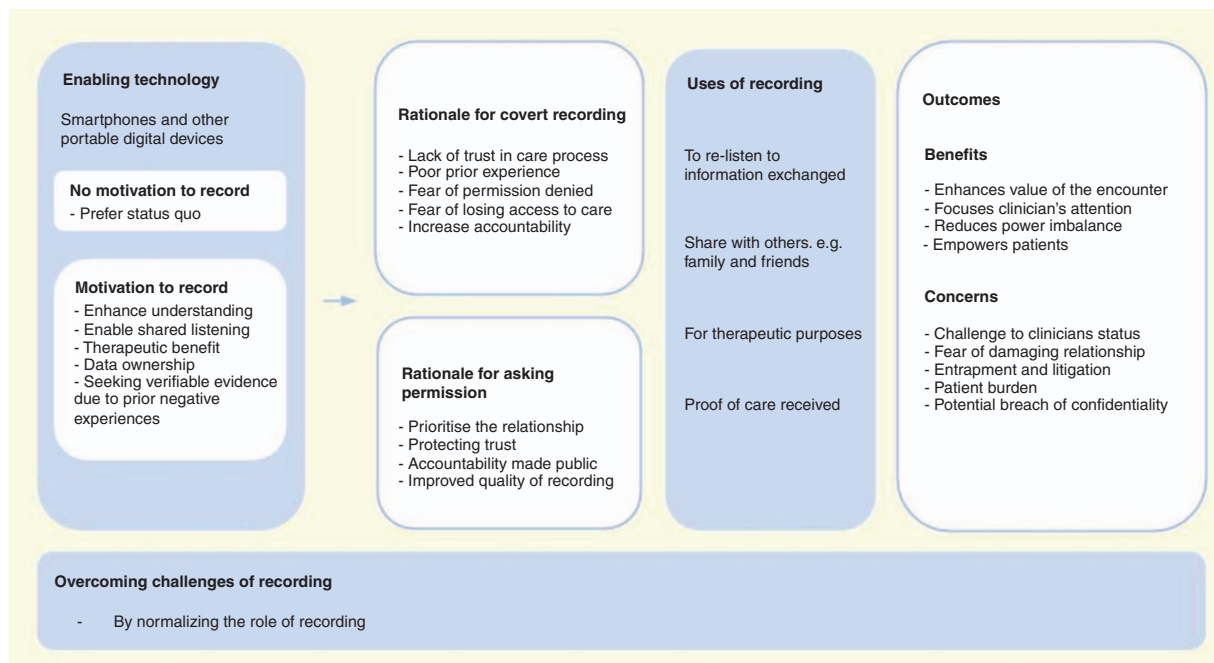 Enabling technology
Smartphones and other
portable digital devices
No motivation to record
- Prefer status quo
Motivation to record
- Enhance understanding
- Enable shared listening
- Therapeutic benefit
- Data ownership
- Seeking verifiable evidence
due to prior negative
experiences
Rationale for covert recording
- Lack of trust in care process
- Poor prior experience
- Fear of permission denied
- Fear of losing access to care
- Increase accountability
Rationale for asking
permission
- Prioritise the relationship
- Protecting trust
- Accountability made public
- Improved quality of recording
Uses of recording
To re-listen to
information exchanged
Share with others. e.g.
family and friends
For therapeutic purposes
Proof of care received
Outcomes
Benefits
- Enhances value of the encounter
- Focuses clinician's attention
- Reduces power imbalance
- Empowers patients
Concerns
- Challenge to clinicians status
- Fear of damaging relationship
- Entrapment and litigation
- Patient burden
- Potential breach of confidentiality
Overcoming challenges of recording
- By normalizing the role of recording